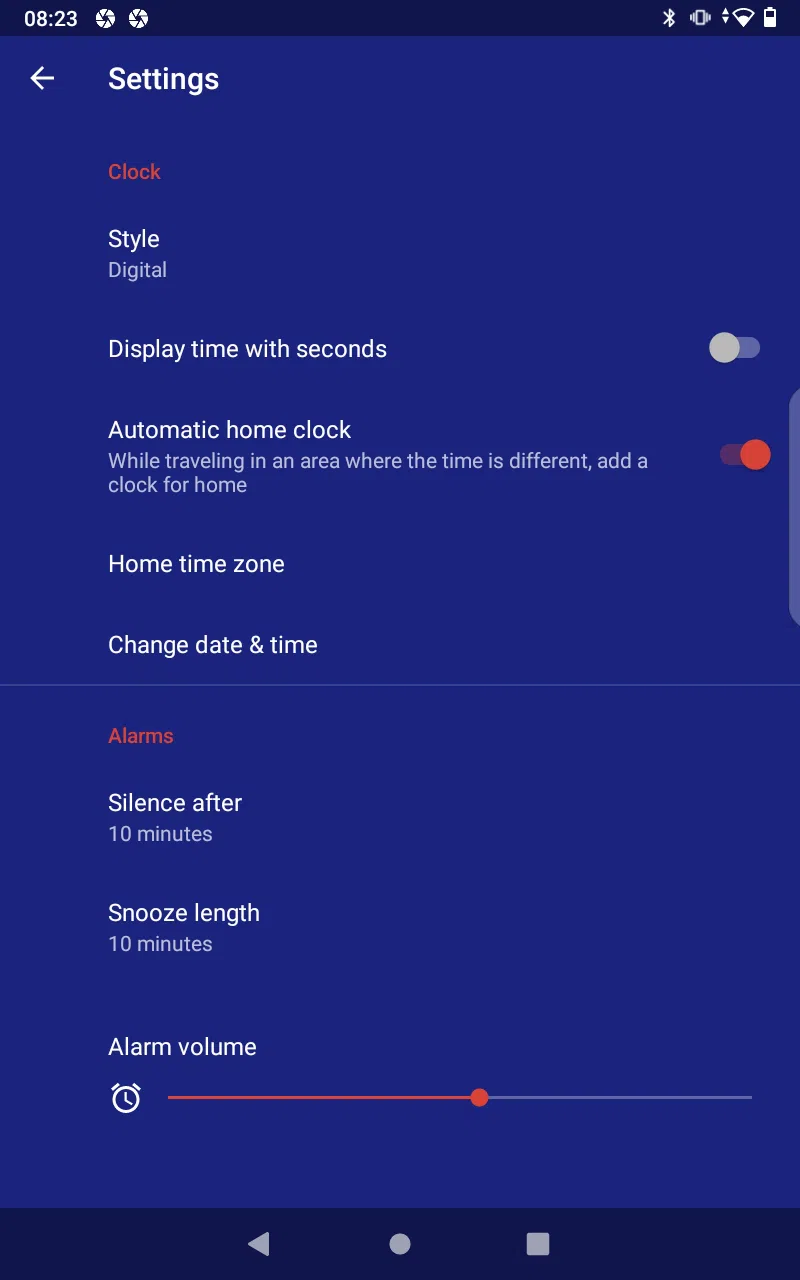 08:23
Settings
Clock
Style
Digital
Display time with seconds
Automatic home clock
While traveling in an area where the time is different, add a
clock for home
Home time zone
Change date & time
Alarms
Silence after
10 minutes
Snooze length
10 minutes
Alarm volume